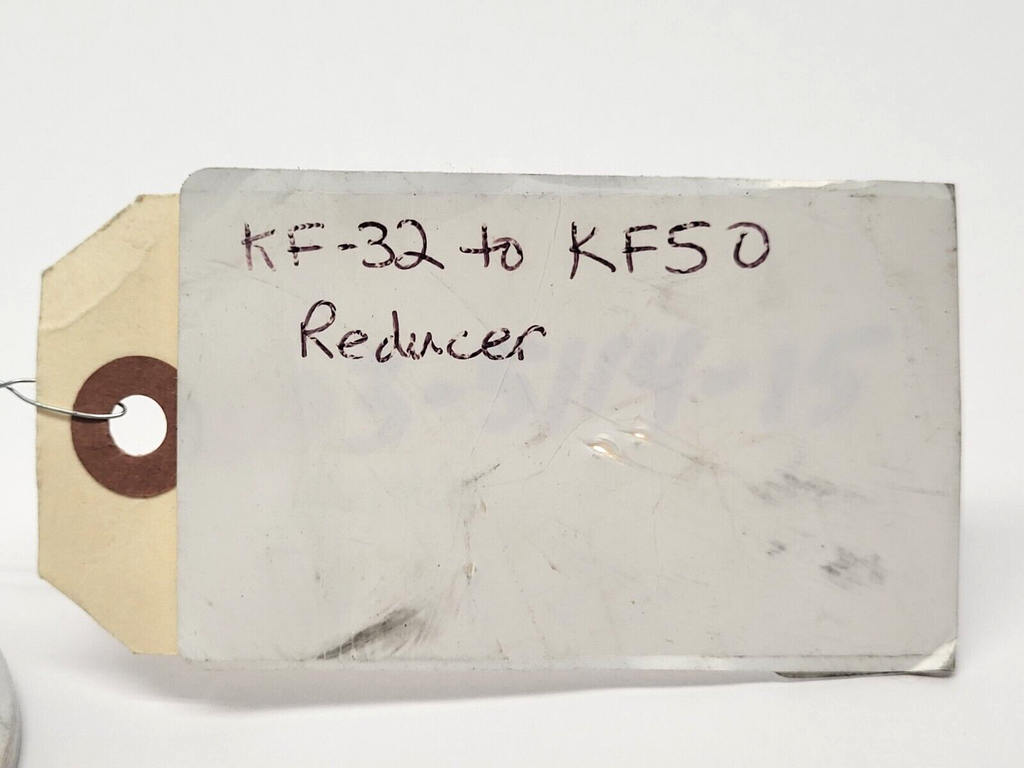 KF-32 to KF50
Reducer